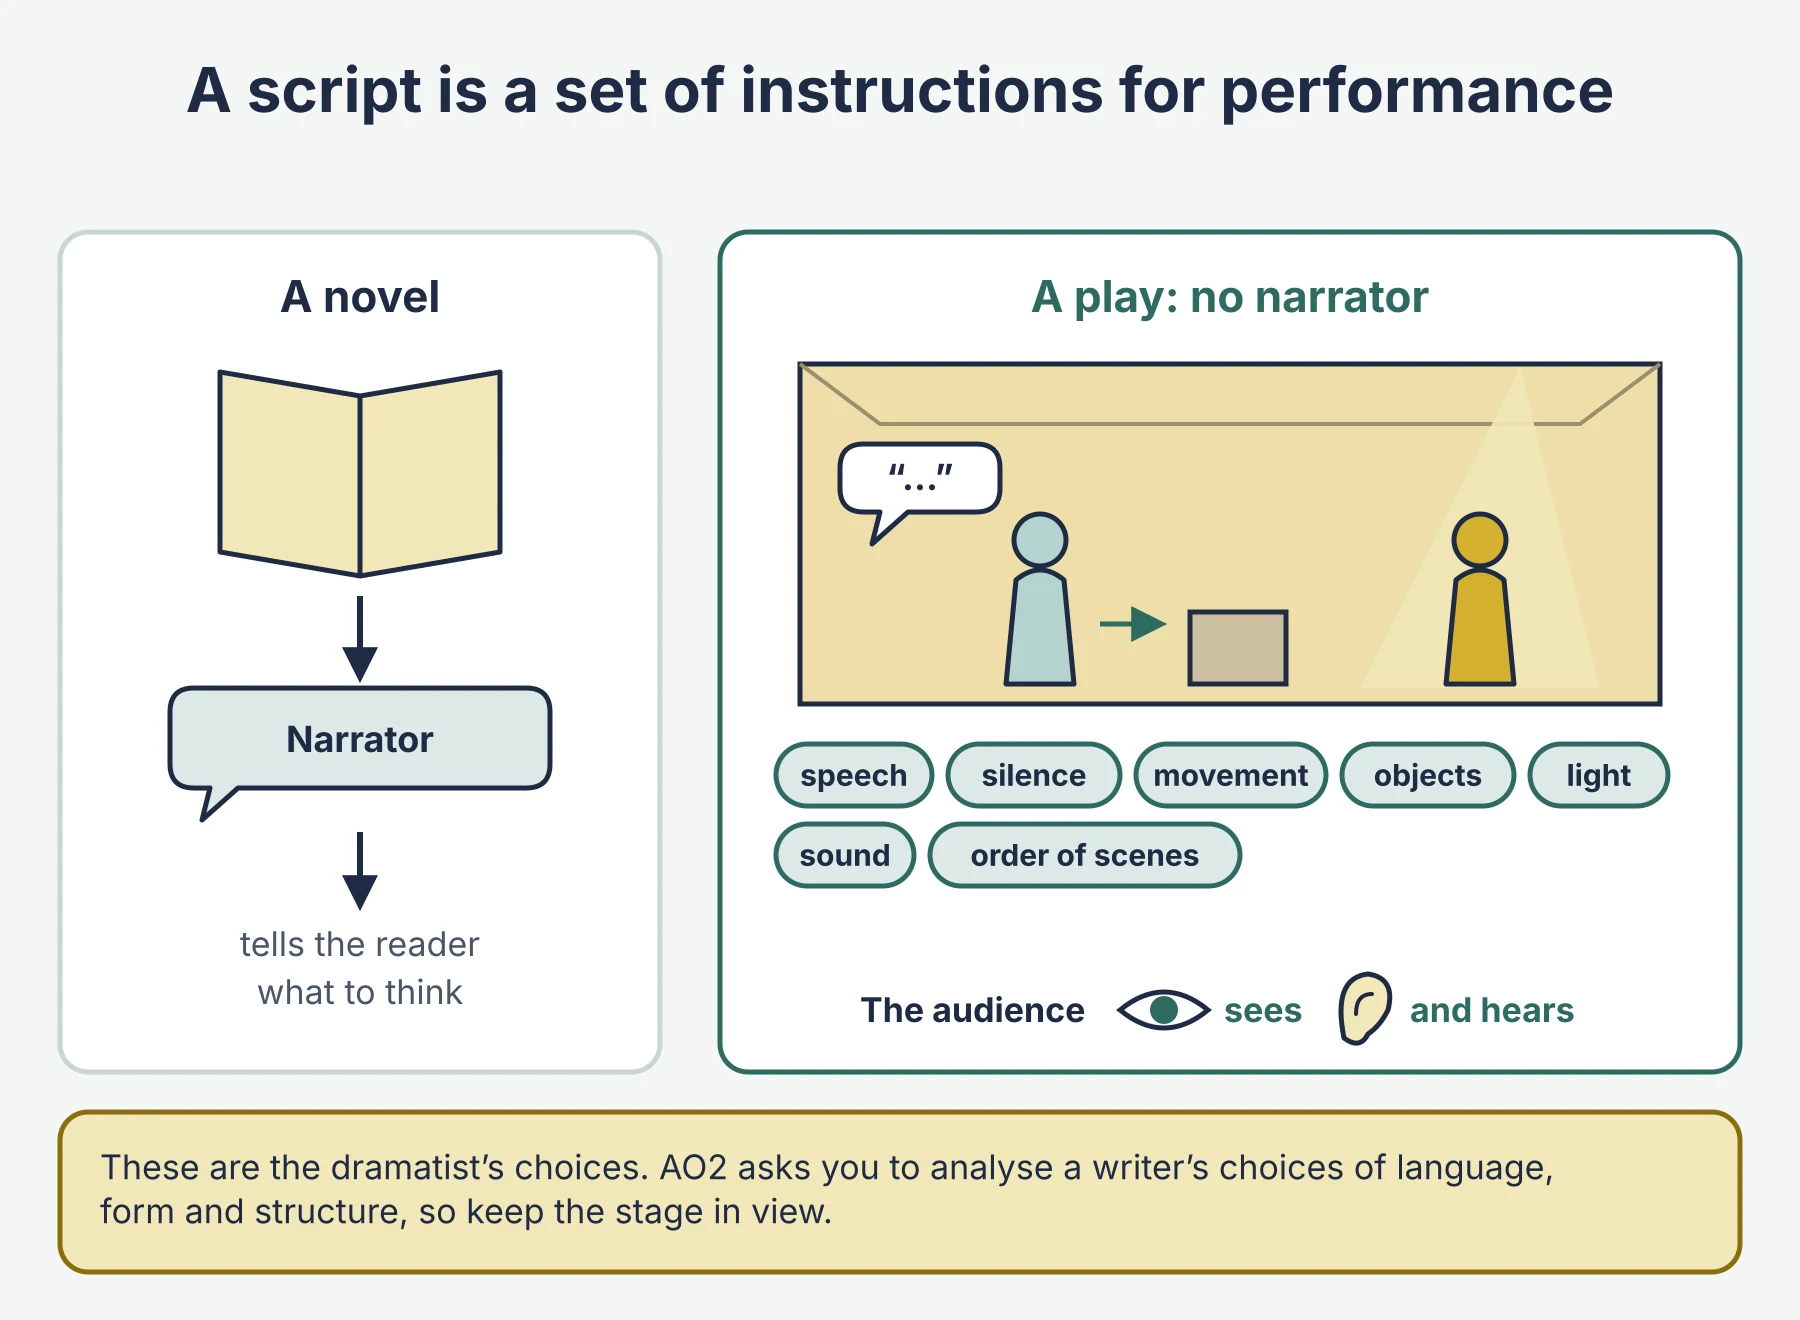 A script is a set of instructions for performance
A novel
Narrator
tells the reader
what to think
A play: no narrator
“...”
speech silence movement objects light
sound order of scenes
The audience sees and hears
These are the dramatist’s choices. AO2 asks you to analyse a writer’s choices of language,
form and structure, so keep the stage in view.